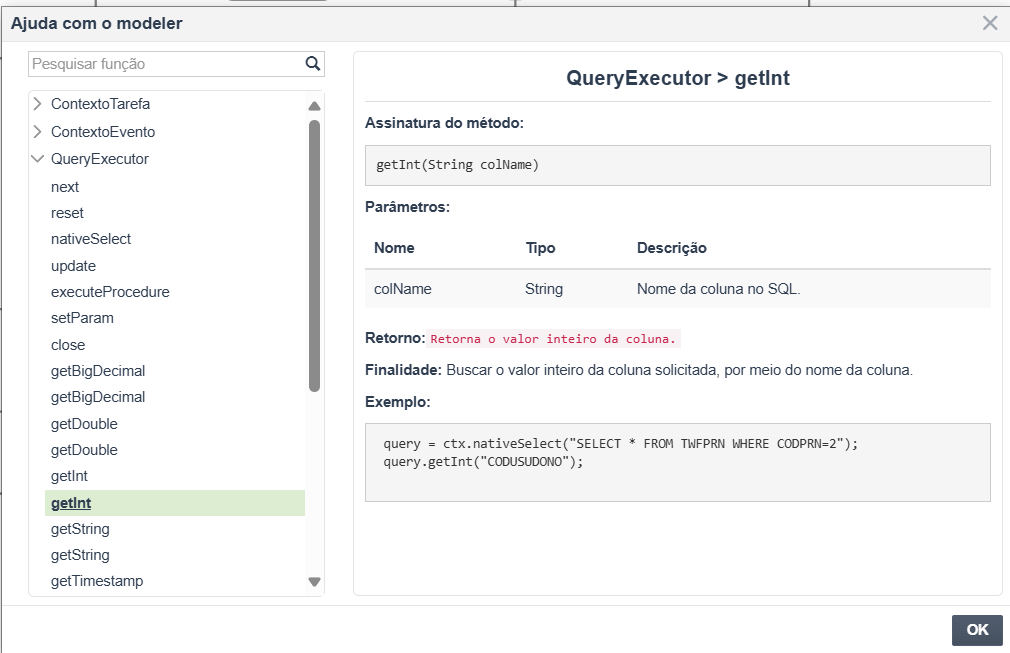 Ajuda com o modeler
Pesquisar função
ContextoTarefa
ContextoEvento
QueryExecutor
next
reset
nativeSelect
update
executeProcedure
setParam
close
getBigDecimal
getBigDecimal
getDouble
getDouble
getInt
getInt
getString
getString
getTimestamp
QueryExecutor > getInt
Assinatura do método:
getInt(String colName)
Parâmetros:
Nome Tipo Descrição
colName String Nome da coluna no SQL.
Retorno: Retorna o valor inteiro da coluna.
Finalidade: Buscar o valor inteiro da coluna solicitada, por meio do nome da coluna.
Exemplo:
query = ctx.nativeSelect("SELECT * FROM TWFPRN WHERE CODPRN=2");
query.getInt("CODUSUDONO");
OK